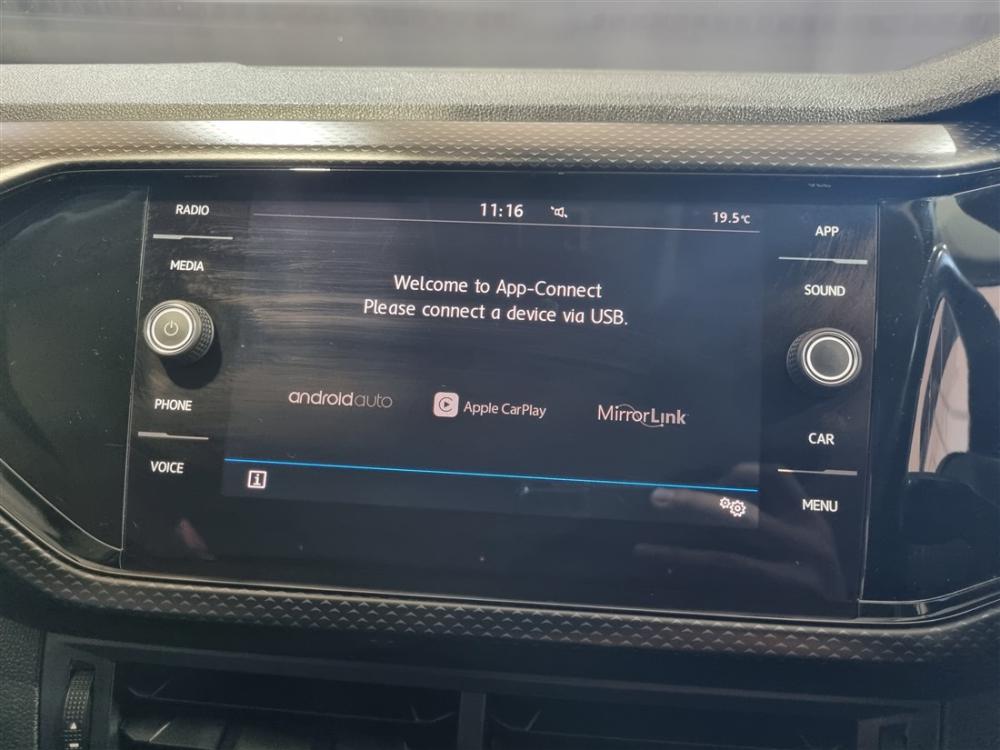 RADIO
MEDIA
PHONE
VOICE
11:16
19.5°C
Welcome to App-Connect
Please connect a device via USB.
androidauto
Apple CarPlay
MirrorLink
i
APP
SOUND
CAR
MENU